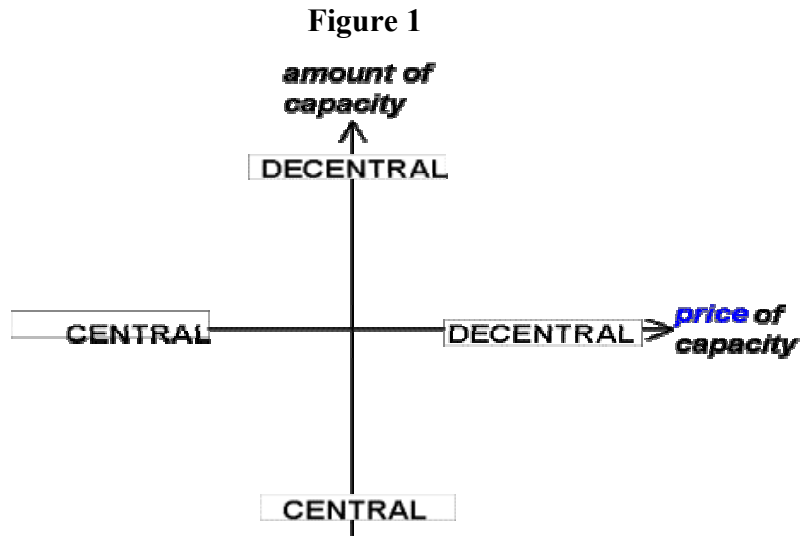 Figure 1
amount of
capacity
DECENTRAL
CENTRAL
DECENTRAL
price of
capacity
CENTRAL